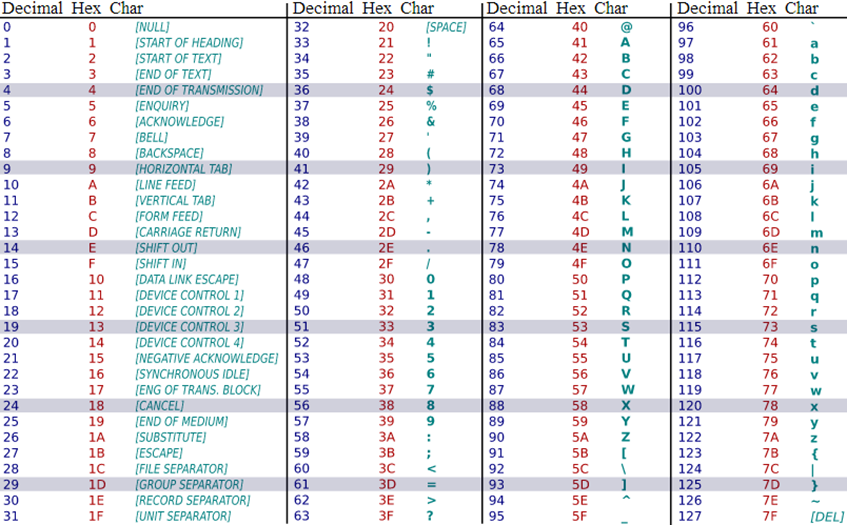 Decimal Hex Char Decimal Hex Char Decimal Hex Char Decimal Hex Char
0 0 [NULL] 32 20 [SPACE] 64 40 @ 96 60 `
1 1 [START OF HEADING] 33 21 ! 65 41 A 97 61 a
2 2 [START OF TEXT] 34 22 " 66 42 B 98 62 b
3 3 [END OF TEXT] 35 23 # 67 43 C 99 63 c
4 4 [END OF TRANSMISSION] 36 24 $ 68 44 D 100 64 d
5 5 [ENQUIRY] 37 25 % 69 45 E 101 65 e
6 6 [ACKNOWLEDGE] 38 26 & 70 46 F 102 66 f
7 7 [BELL] 39 27 ' 71 47 G 103 67 g
8 8 [BACKSPACE] 40 28 ( 72 48 H 104 68 h
9 9 [HORIZONTAL TAB] 41 29 ) 73 49 I 105 69 i
10 A [LINE FEED] 42 2A * 74 4A J 106 6A j
11 B [VERTICAL TAB] 43 2B + 75 4B K 107 6B k
12 C [FORM FEED] 44 2C , 76 4C L 108 6C l
13 D [CARRIAGE RETURN] 45 2D - 77 4D M 109 6D m
14 E [SHIFT OUT] 46 2E . 78 4E N 110 6E n
15 F [SHIFT IN] 47 2F / 79 4F O 111 6F o
16 10 [DATA LINK ESCAPE] 48 30 0 80 50 P 112 70 p
17 11 [DEVICE CONTROL 1] 49 31 1 81 51 Q 113 71 q
18 12 [DEVICE CONTROL 2] 50 32 2 82 52 R 114 72 r
19 13 [DEVICE CONTROL 3] 51 33 3 83 53 S 115 73 s
20 14 [DEVICE CONTROL 4] 52 34 4 84 54 T 116 74 t
21 15 [NEGATIVE ACKNOWLEDGE] 53 35 5 85 55 U 117 75 u
22 16 [SYNCHRONOUS IDLE] 54 36 6 86 56 V 118 76 v
23 17 [ENG OF TRANS. BLOCK] 55 37 7 87 57 W 119 77 w
24 18 [CANCEL] 56 38 8 88 58 X 120 78 x
25 19 [END OF MEDIUM] 57 39 9 89 59 Y 121 79 y
26 1A [SUBSTITUTE] 58 3A : 90 5A Z 122 7A z
27 1B [ESCAPE] 59 3B ; 91 5B [ 123 7B {
28 1C [FILE SEPARATOR] 60 3C < 92 5C \ 124 7C |
29 1D [GROUP SEPARATOR] 61 3D = 93 5D ] 125 7D }
30 1E [RECORD SEPARATOR] 62 3E > 94 5E ^ 126 7E ~
31 1F [UNIT SEPARATOR] 63 3F ? 95 5F _ 127 7F [DEL]